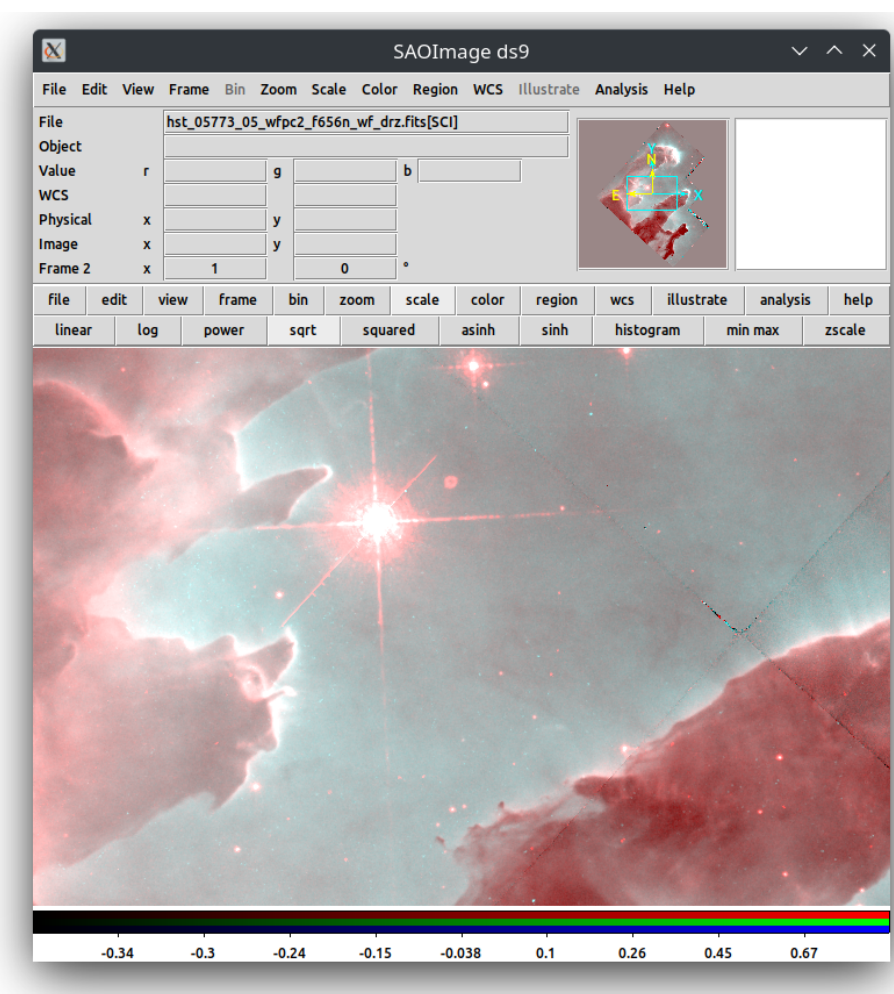 SAOImage ds9
File Edit View Frame Bin Zoom Scale Color Region WCS Illustrate Analysis Help
File hst_05773_05_wfpc2_f656n_wf_drz.fits[SCI]
Object
Value r g b
WCS
Physical x y
Image x y
Frame 2 x 1 0 °
Y
N
E X
file edit view frame bin zoom scale color region wcs illustrate analysis help
linear log power sqrt squared asinh sinh histogram min max zscale
-0.34 -0.3 -0.24 -0.15 -0.038 0.1 0.26 0.45 0.67